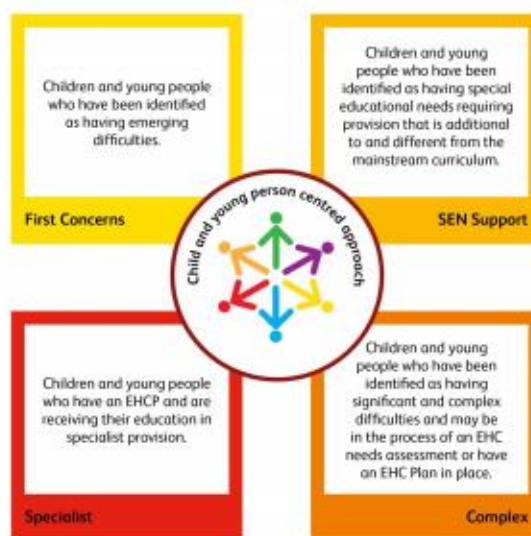 Children and young people
who have been identified
as having emerging
difficulties.
First Concerns
Children and young
people who have been
identified as having special
educational needs requiring
provision that is additional
to and different from the
mainstream curriculum.
SEN Support
Child and young person centred approach
Children and young people
who have an EHCP and are
receiving their education in
specialist provision.
Specialist
Children and young
people who have been
identified as having
significant and complex
difficulties and may be
in the process of an EHC
needs assessment or have
an EHC Plan in place.
Complex